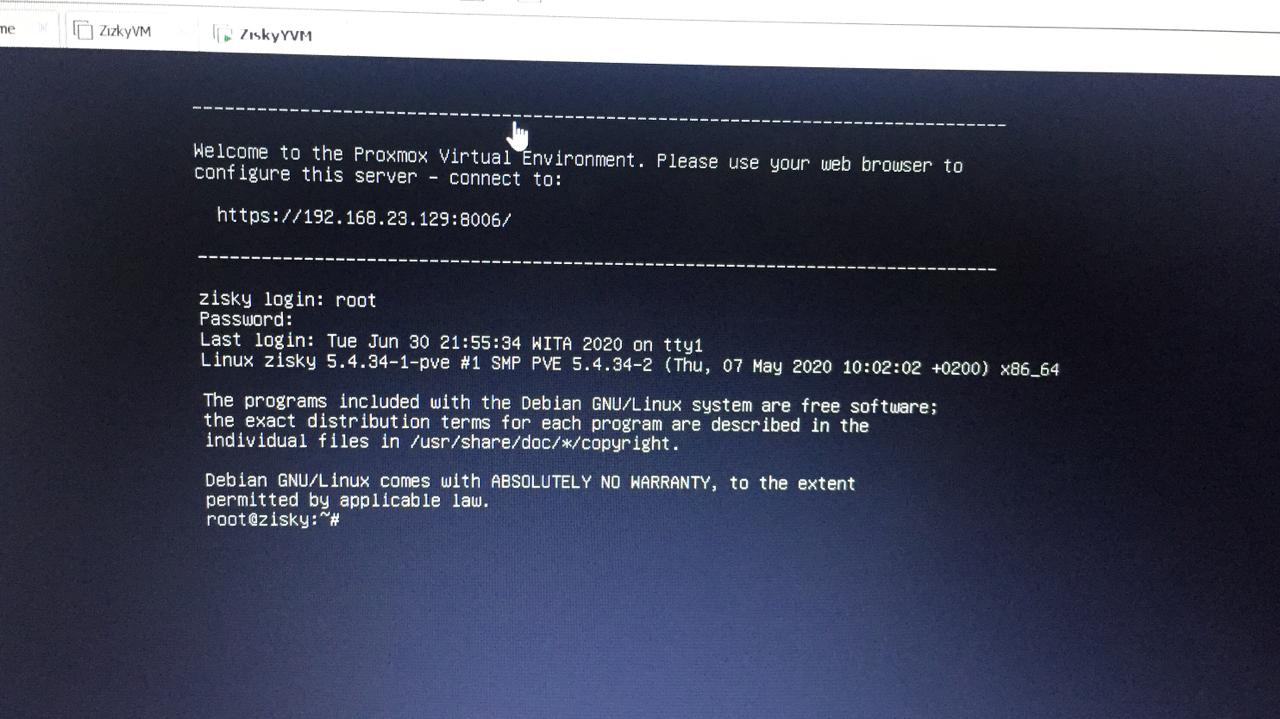 me
ZızkyVM
ZıskyYVM
--------------------------------------------------------------------------------
Welcome to the Proxmox Virtual Environment. Please use your web browser to
configure this server - connect to:
https://192.168.23.129:8006/
--------------------------------------------------------------------------------
zisky login: root
Password:
Last login: Tue Jun 30 21:55:34 WITA 2020 on tty1
Linux zisky 5.4.34-1-pve #1 SMP PVE 5.4.34-2 (Thu, 07 May 2020 10:02:02 +0200) x86_64
The programs included with the Debian GNU/Linux system are free software;
the exact distribution terms for each program are described in the
individual files in /usr/share/doc/*/copyright.
Debian GNU/Linux comes with ABSOLUTELY NO WARRANTY, to the extent
permitted by applicable law.
root@zisky:~#